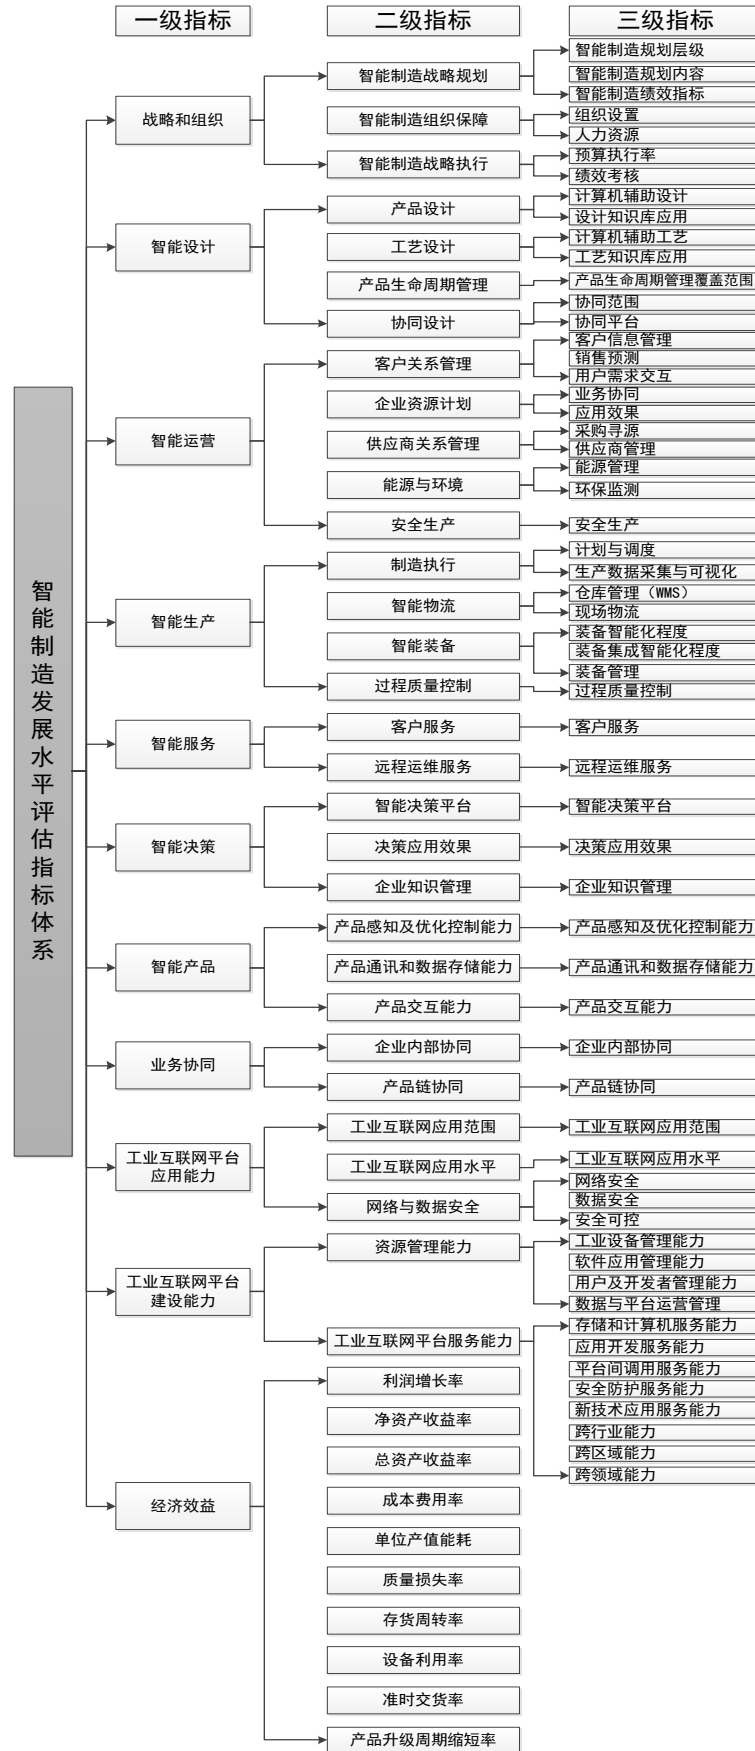 一级指标
二级指标
三级指标
智能制造发展水平评估指标体系
战略和组织
智能制造战略规划
智能制造规划层级
智能制造规划内容
智能制造绩效指标
智能制造组织保障
组织设置
人力资源
智能制造战略执行
预算执行率
绩效考核
智能设计
产品设计
计算机辅助设计
设计知识库应用
工艺设计
计算机辅助工艺
工艺知识库应用
产品生命周期管理
产品生命周期管理覆盖范围
协同设计
协同范围
协同平台
智能运营
客户关系管理
客户信息管理
销售预测
用户需求交互
企业资源计划
业务协同
应用效果
供应商关系管理
采购寻源
供应商管理
能源与环境
能源管理
环保监测
安全生产
安全生产
智能生产
制造执行
计划与调度
生产数据采集与可视化
智能物流
仓库管理（WMS）
现场物流
智能装备
装备智能化程度
装备集成智能化程度
装备管理
过程质量控制
过程质量控制
智能服务
客户服务
客户服务
远程运维服务
远程运维服务
智能决策
智能决策平台
智能决策平台
决策应用效果
决策应用效果
企业知识管理
企业知识管理
智能产品
产品感知及优化控制能力
产品感知及优化控制能力
产品通讯和数据存储能力
产品通讯和数据存储能力
产品交互能力
产品交互能力
业务协同
企业内部协同
企业内部协同
产品链协同
产品链协同
工业互联网平台
应用能力
工业互联网应用范围
工业互联网应用范围
工业互联网应用水平
工业互联网应用水平
网络与数据安全
网络安全
数据安全
安全可控
工业互联网平台
建设能力
资源管理能力
工业设备管理能力
软件应用管理能力
用户及开发者管理能力
数据与平台运营管理
工业互联网平台服务能力
存储和计算机服务能力
应用开发服务能力
平台间调用服务能力
安全防护服务能力
新技术应用服务能力
跨行业能力
跨区域能力
跨领域能力
经济效益
利润增长率
净资产收益率
总资产收益率
成本费用率
单位产值能耗
质量损失率
存货周转率
设备利用率
准时交货率
产品升级周期缩短率